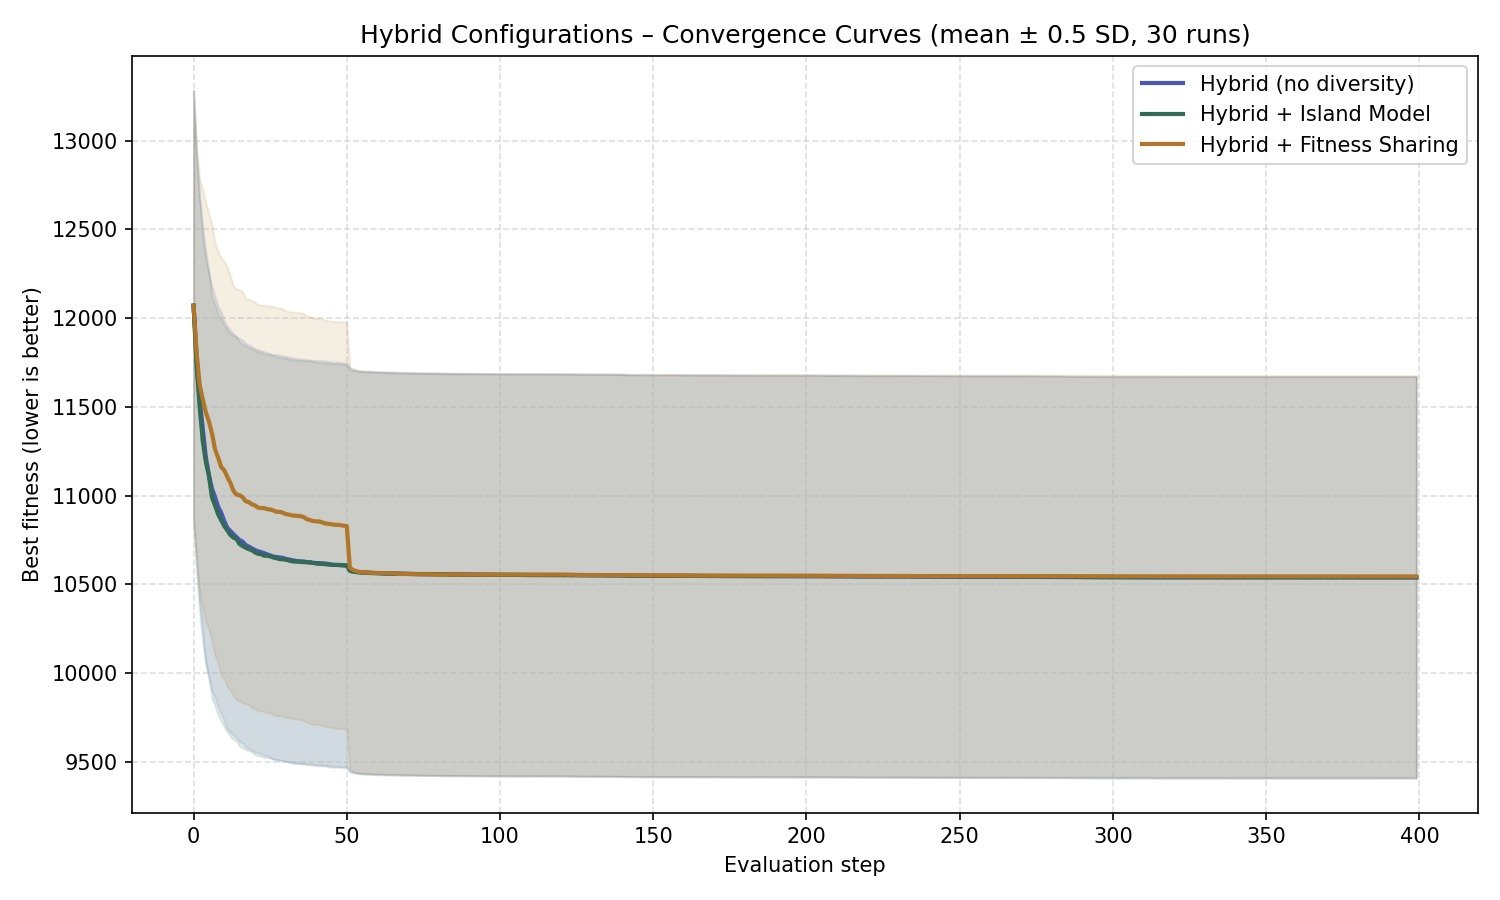 Hybrid Configurations – Convergence Curves (mean ± 0.5 SD, 30 runs)
Hybrid (no diversity)
Hybrid + Island Model
Hybrid + Fitness Sharing
Best fitness (lower is better)
13000
12500
12000
11500
11000
10500
10000
9500
0 50 100 150 200 250 300 350 400
Evaluation step